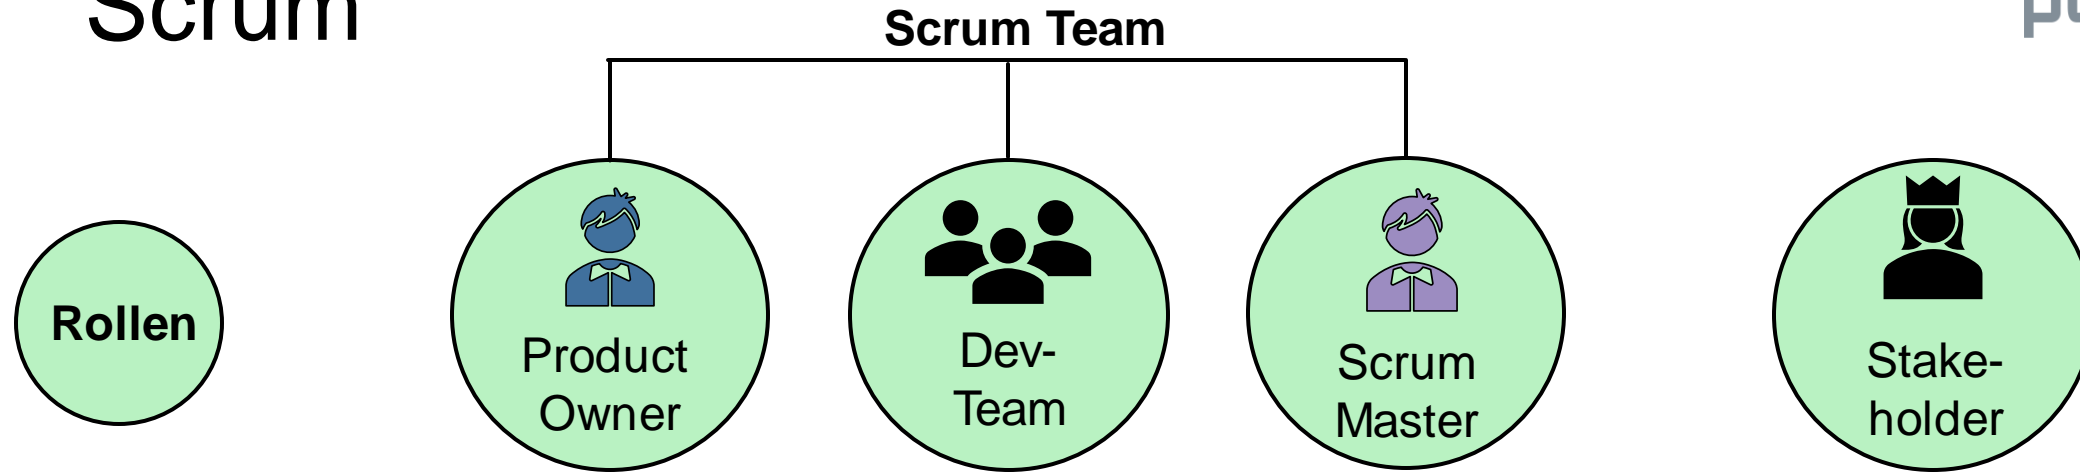 Scrum
Scrum Team
Rollen
Product
Owner
Dev-
Team
Scrum
Master
Stake-
holder